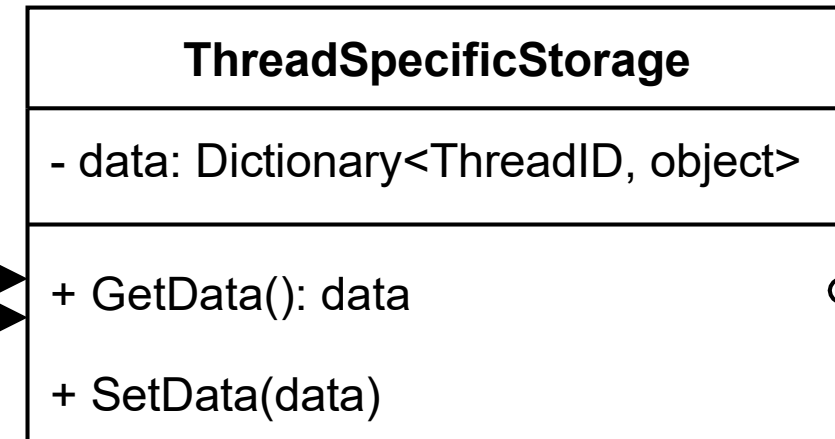 ThreadSpecificStorage
- data: Dictionary<ThreadID, object>
+ GetData(): data
+ SetData(data)